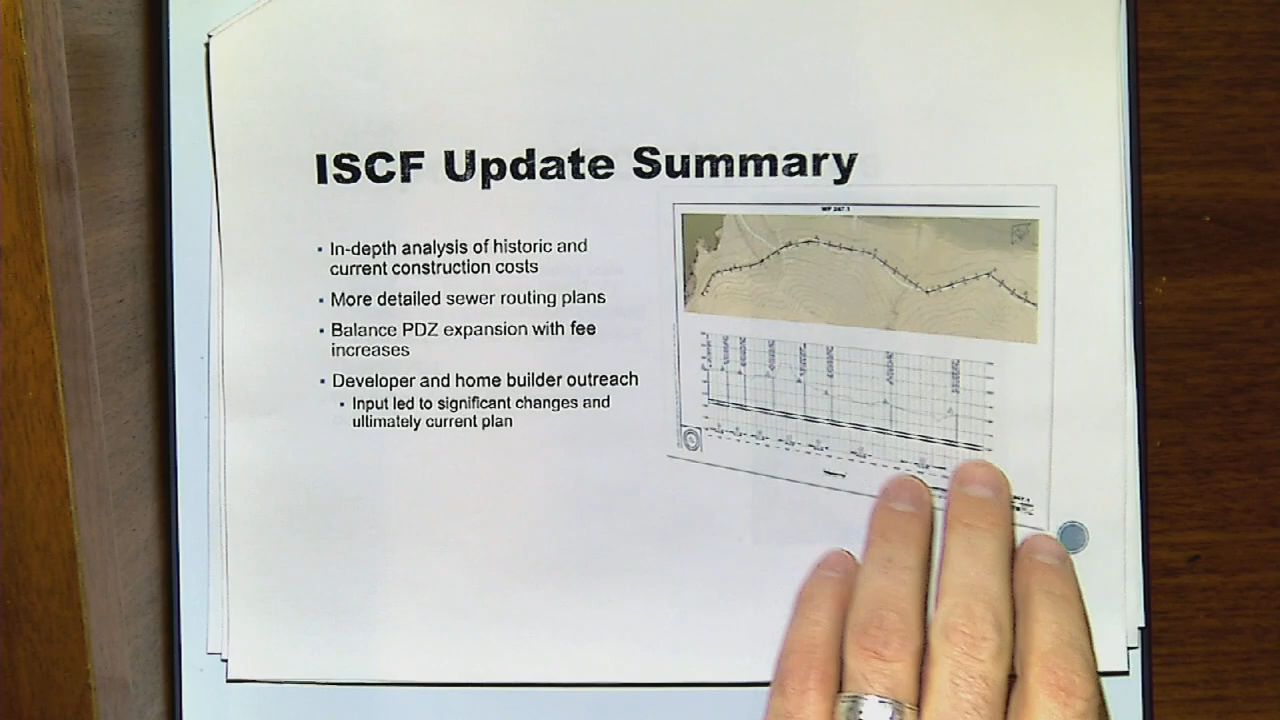 ISCF Update Summary
▪ In-depth analysis of historic and
current construction costs
▪ More detailed sewer routing plans
▪ Balance PDZ expansion with fee
increases
▪ Developer and home builder outreach
▪ Input led to significant changes and
ultimately current plan